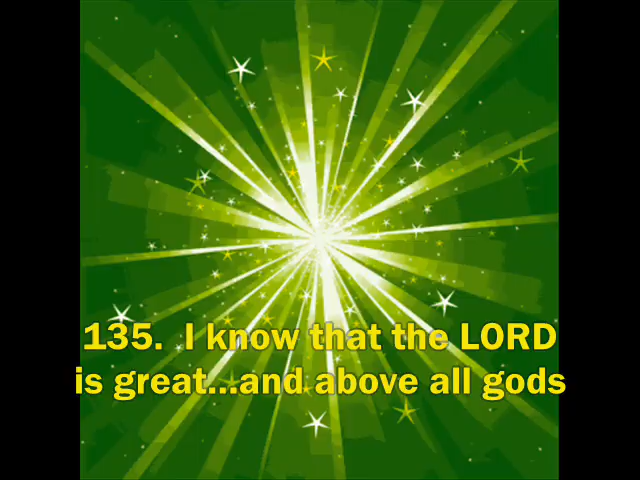 135.  I know that the LORD
is great...and above all gods